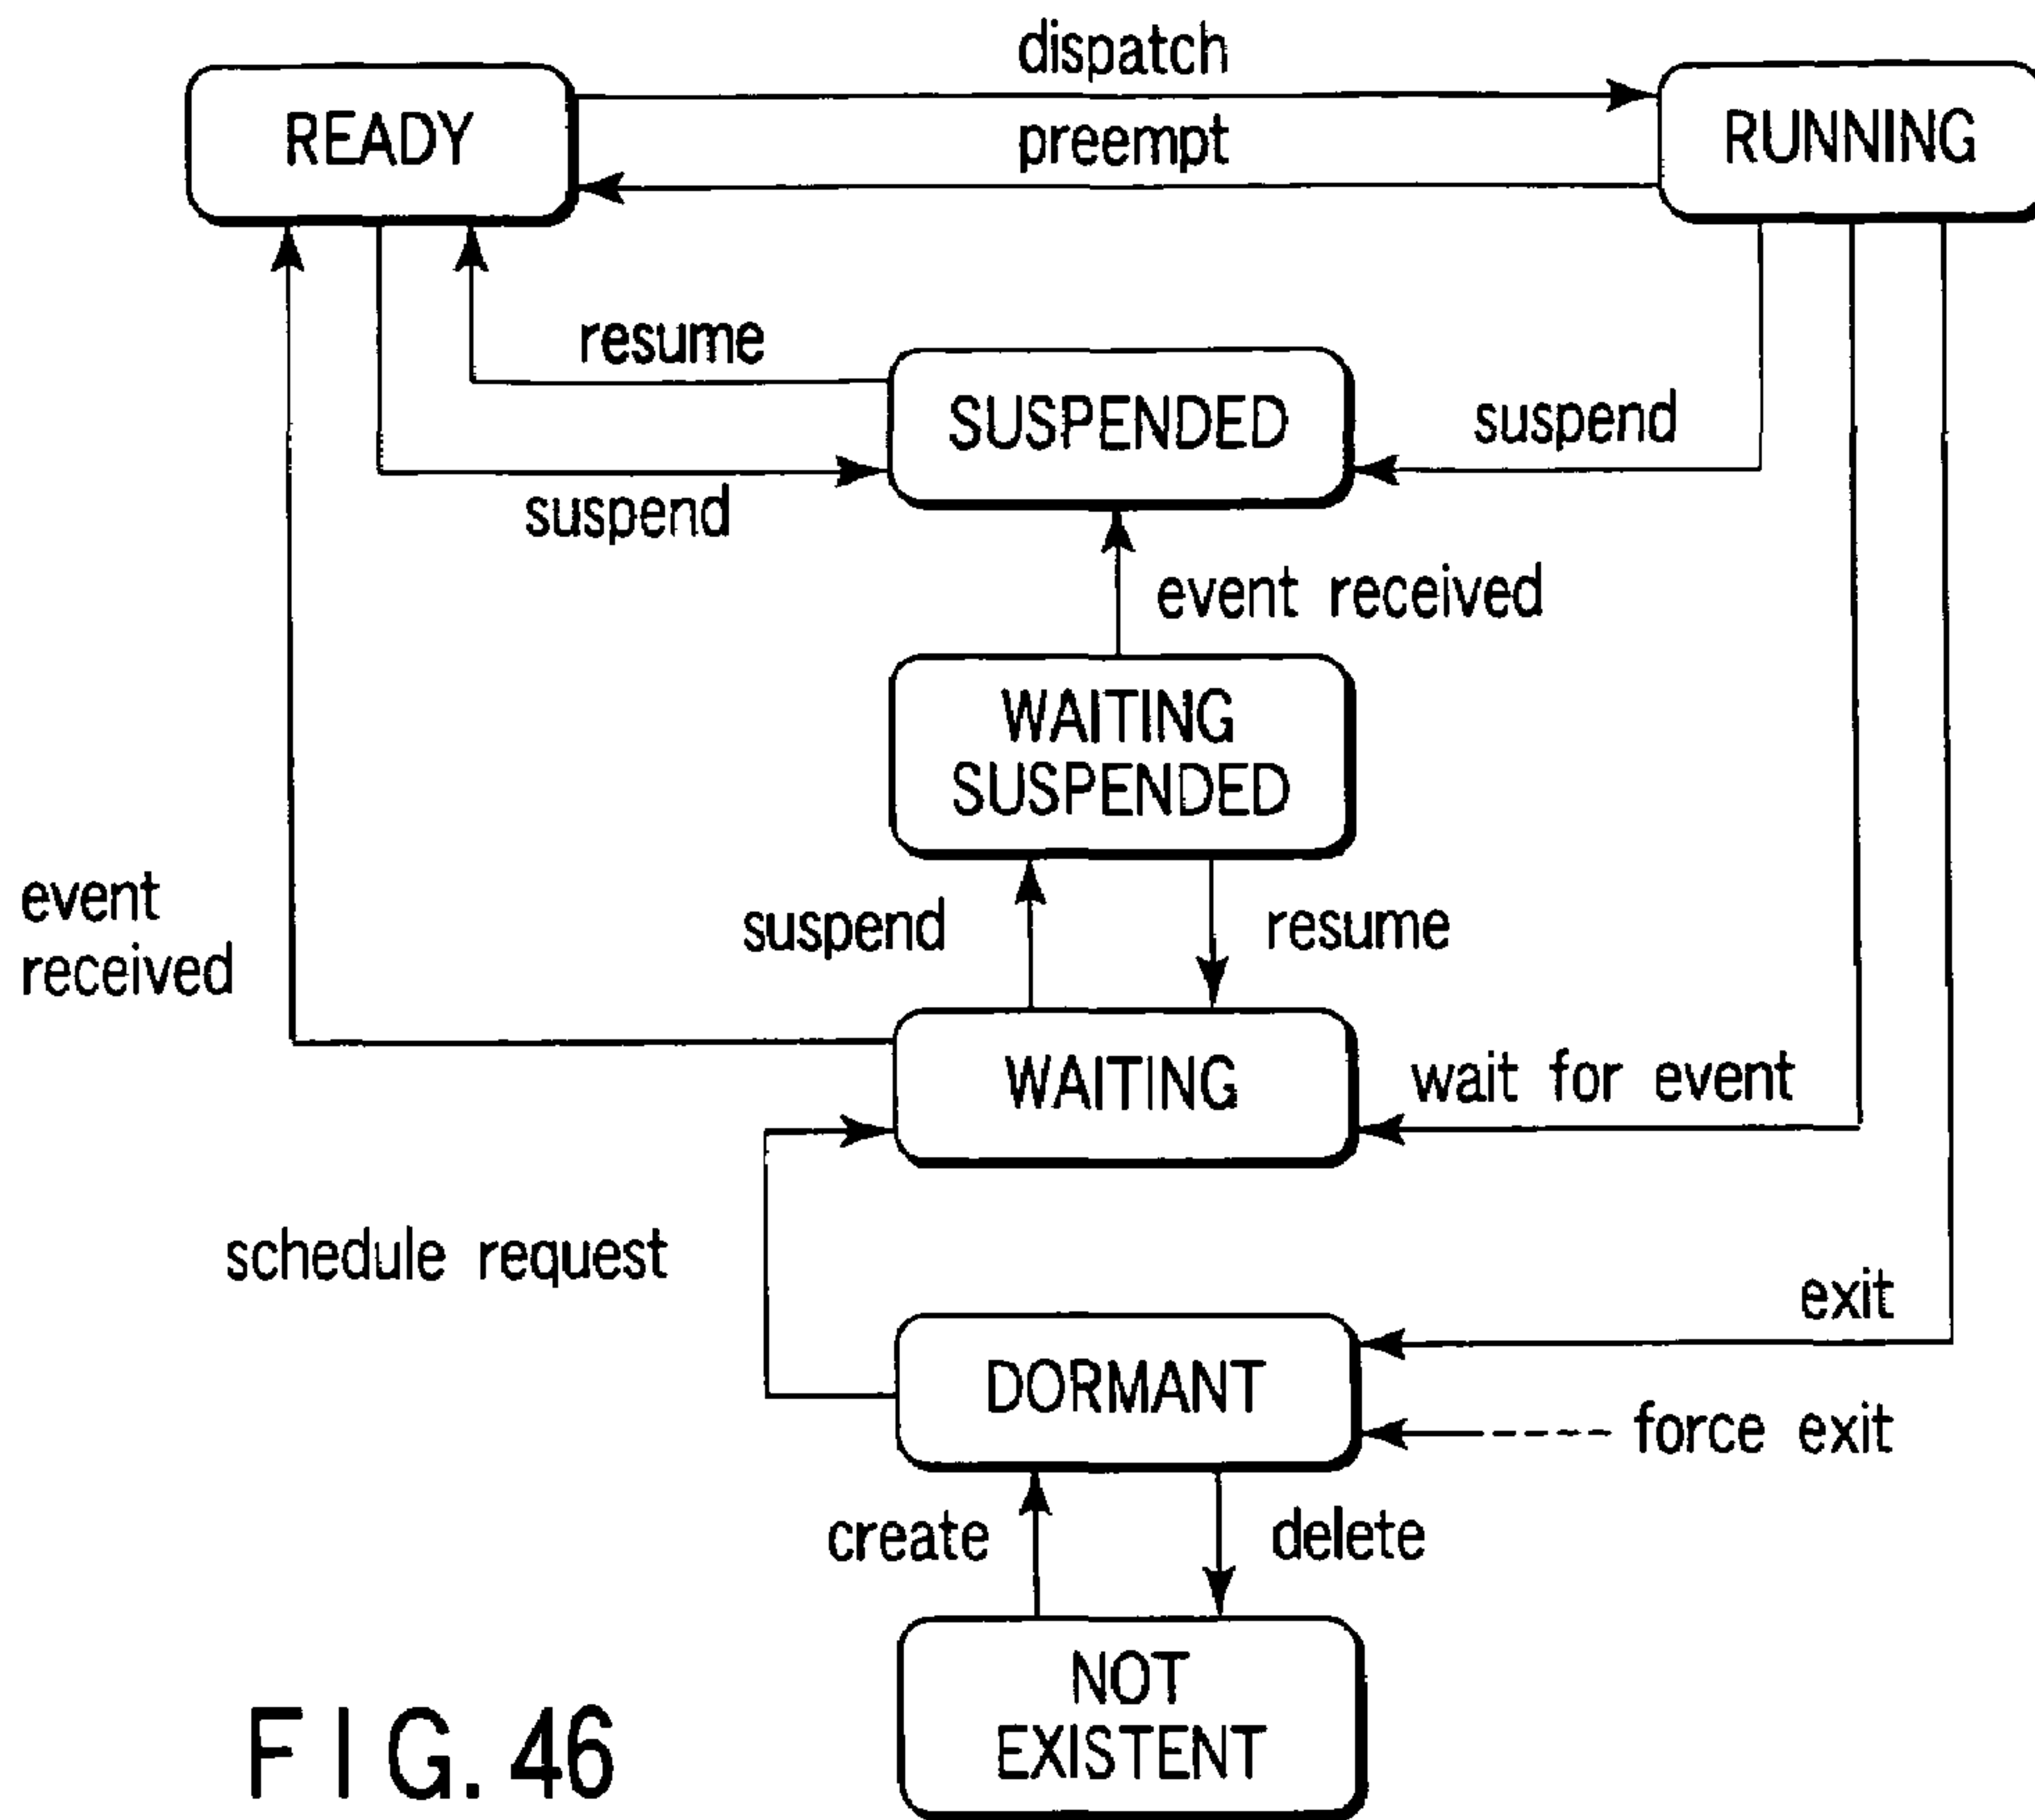 dispatch
READY
RUNNING
preempt
resume
SUSPENDED
suspend
suspend
event received
WAITING
SUSPENDED
event
received
suspend
resume
WAITING
wait for event
schedule request
exit
DORMANT
force exit
create
delete
NOT
EXISTENT
FIG. 46